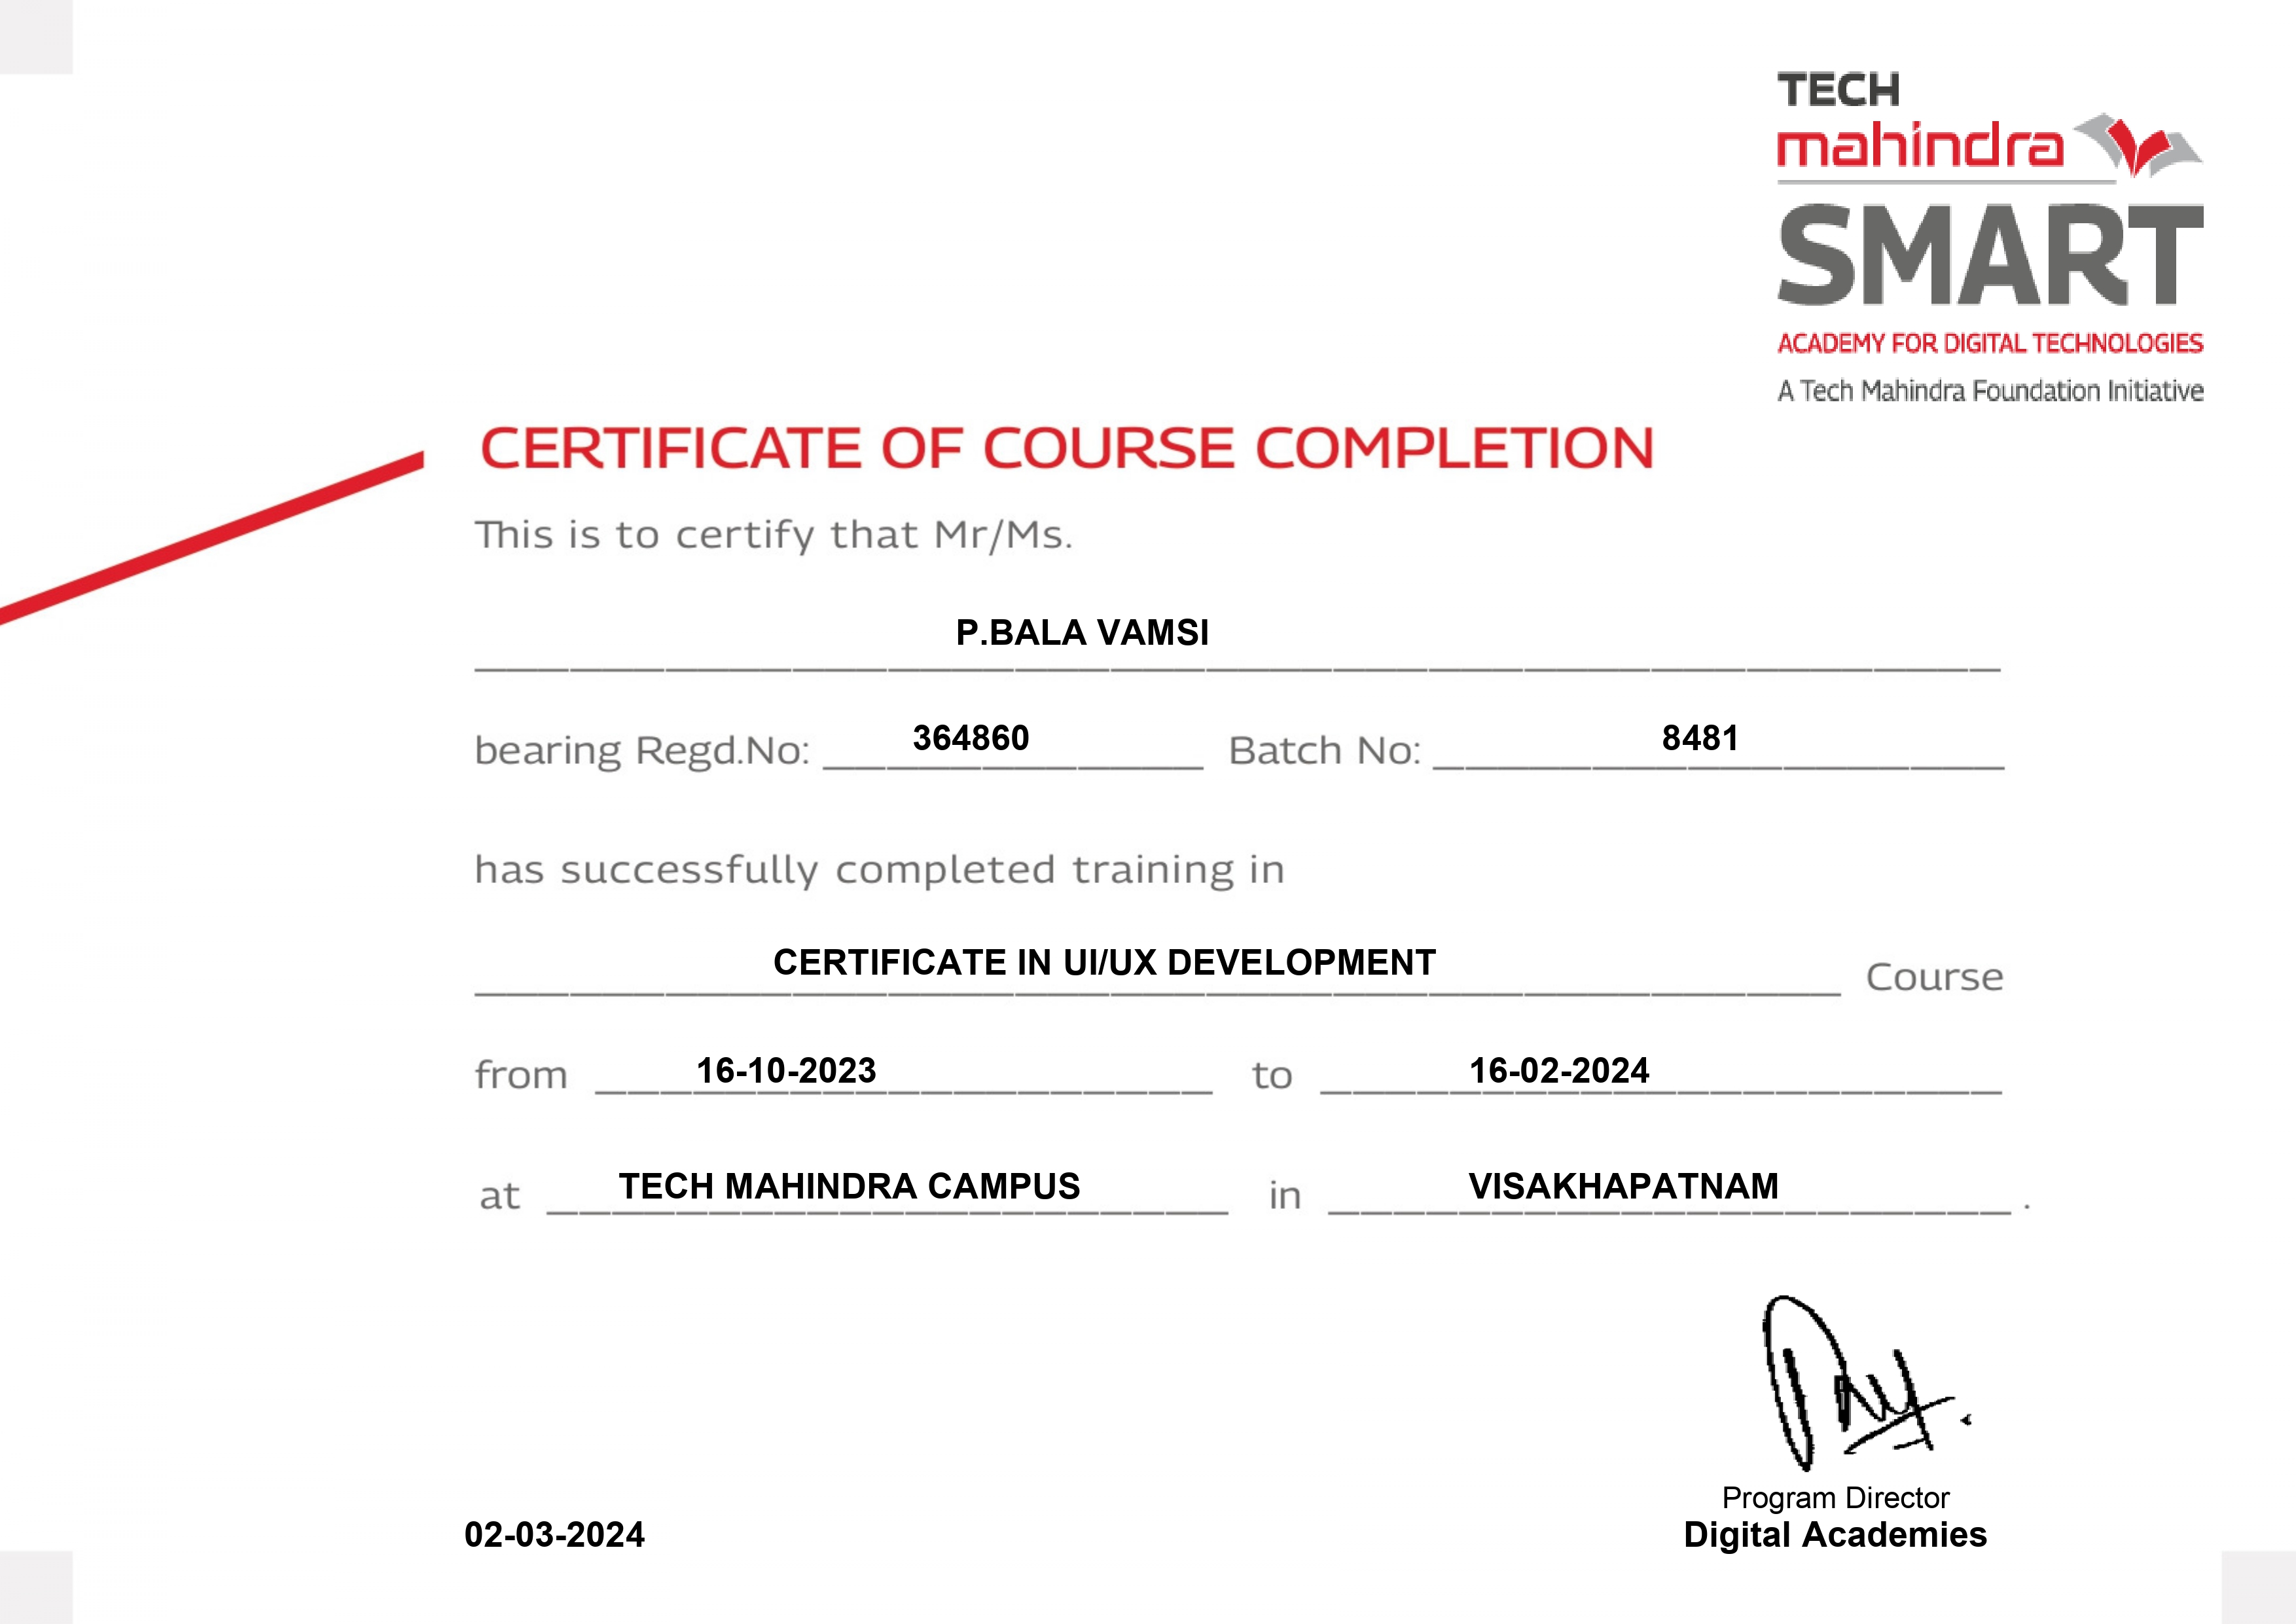 TECH
mahindra
SMART
ACADEMY FOR DIGITAL TECHNOLOGIES
A Tech Mahindra Foundation Initiative
CERTIFICATE OF COURSE COMPLETION
This is to certify that Mr/Ms.
P.BALA VAMSI
bearing Regd.No: 364860 Batch No: 8481
has successfully completed training in
CERTIFICATE IN UI/UX DEVELOPMENT Course
from 16-10-2023 to 16-02-2024
at TECH MAHINDRA CAMPUS in VISAKHAPATNAM .
Program Director
02-03-2024 Digital Academies